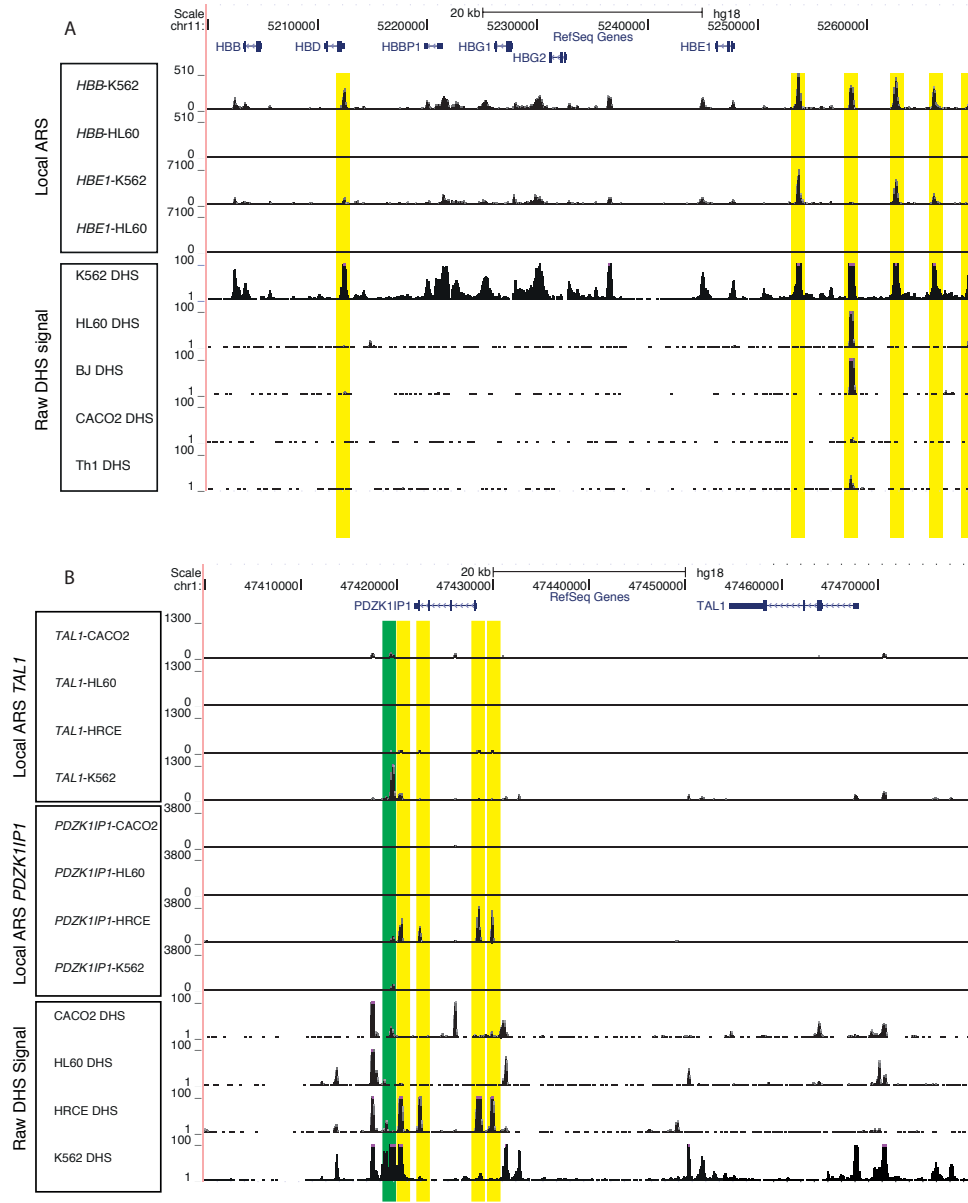 A
Scale
20 kb
hg18
chr11:
52100000
52200000
52230000
5240000
5250000
52600000
RefSeq Genes
HBB
HBD
HBBP1
HBG1
HBG2
HBE1
Local ARS
HBB-K562
510
0
HBB-HL60
510
0
HBE1-K562
7100
0
HBE1-HL60
7100
0
Raw DHS signal
K562 DHS
100
1
HL60 DHS
100
1
BJ DHS
100
1
CACO2 DHS
100
1
Th1 DHS
100
1
B
Scale
20 kb
hg18
chr1:
47410000
47420000
47430000
47440000
47450000
47460000
47470000
RefSeq Genes
PDZK1IP1
TAL1
Local ARS TAL1
TAL1-CACO2
1300
0
TAL1-HL60
1300
0
TAL1-HRCE
1300
0
TAL1-K562
1300
0
Local ARS PDZK1IP1
PDZK1IP1-CACO2
3800
0
PDZK1IP1-HL60
3800
0
PDZK1IP1-HRCE
3800
0
PDZK1IP1-K562
3800
0
Raw DHS Signal
CACO2 DHS
100
1
HL60 DHS
100
1
HRCE DHS
100
1
K562 DHS
100
1